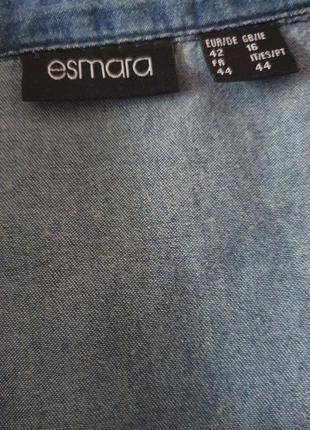 esmara
EUR/DE GB/IE
42 16
FR IT/ES/PT
44 44